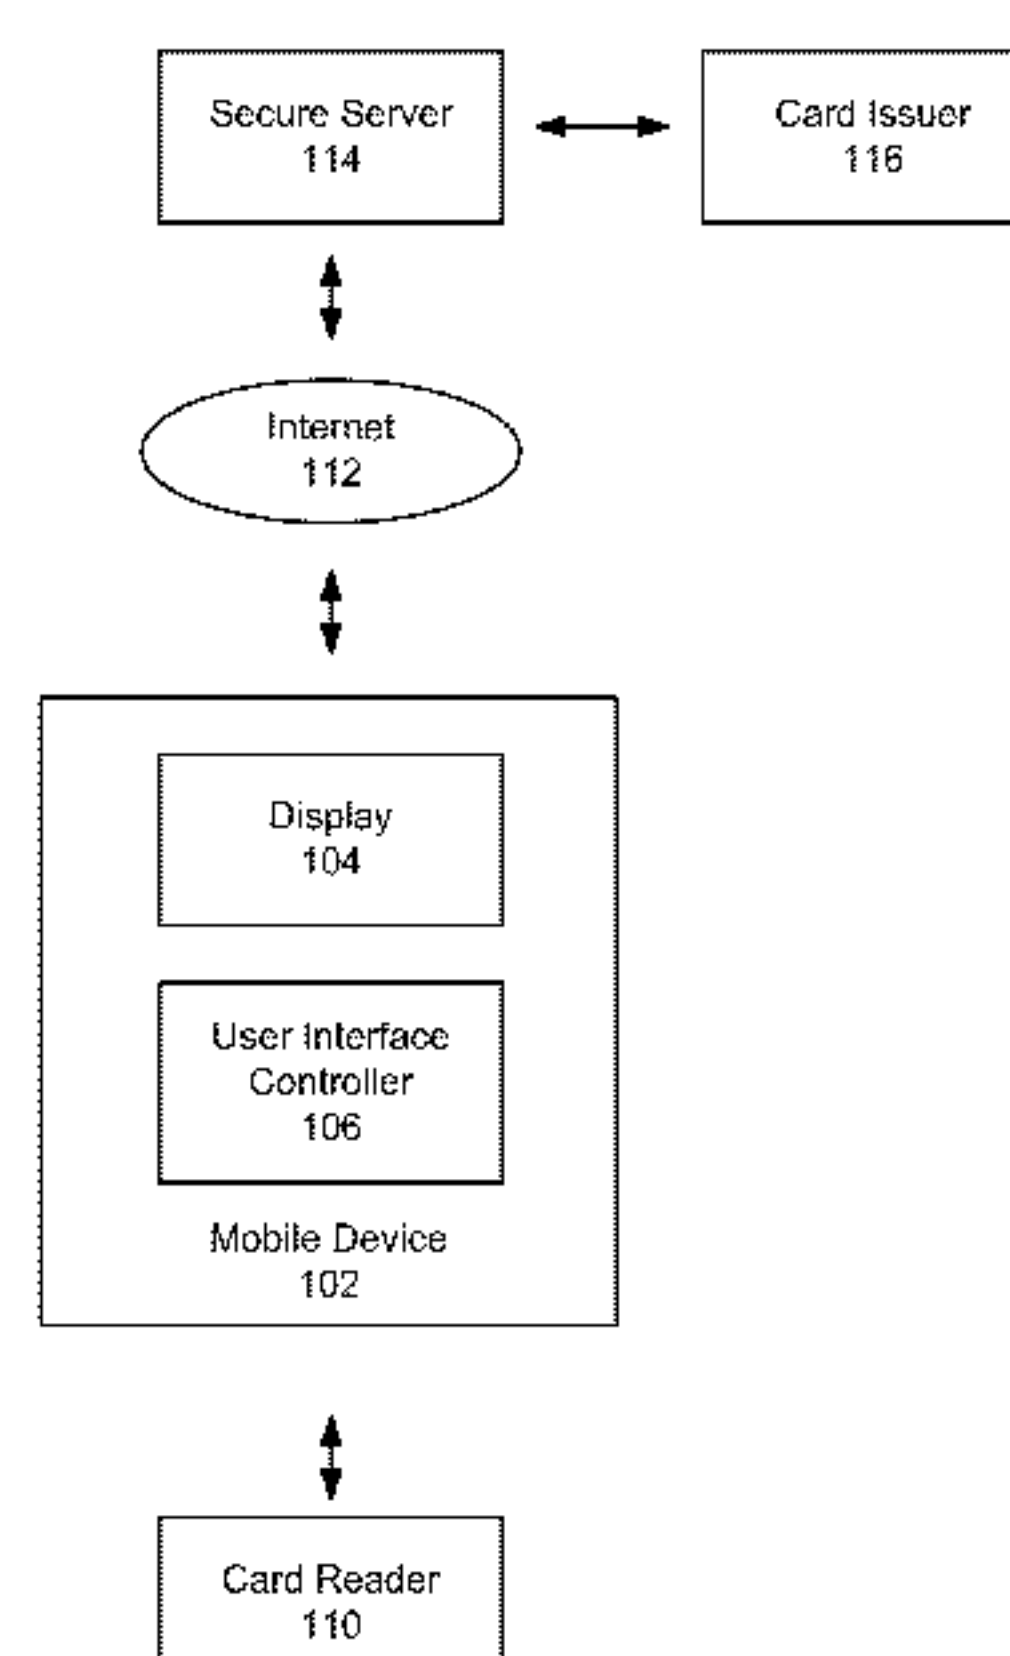 Secure Server
114
Card Issuer
116
Internet
112
Display
104
User Interface
Controller
106
Mobile Device
102
Card Reader
110